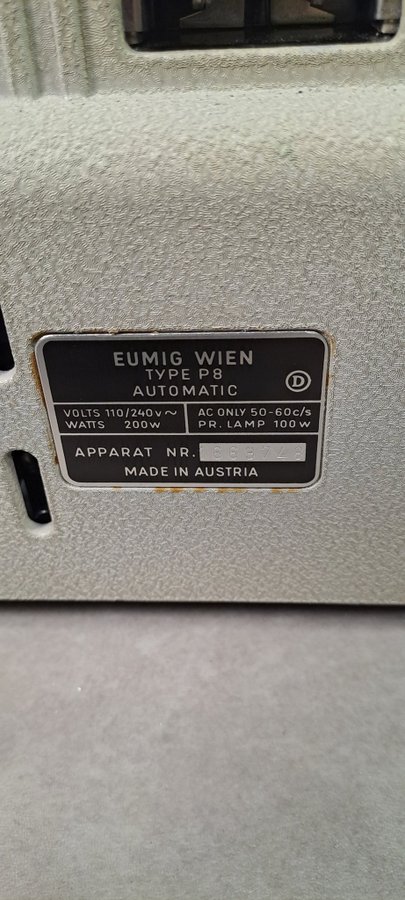 EUMIG WIEN
TYPE P8
AUTOMATIC
D
VOLTS 110/240v~
WATTS 200w
AC ONLY 50-60c/s
PR. LAMP 100w
APPARAT NR.
MADE IN AUSTRIA